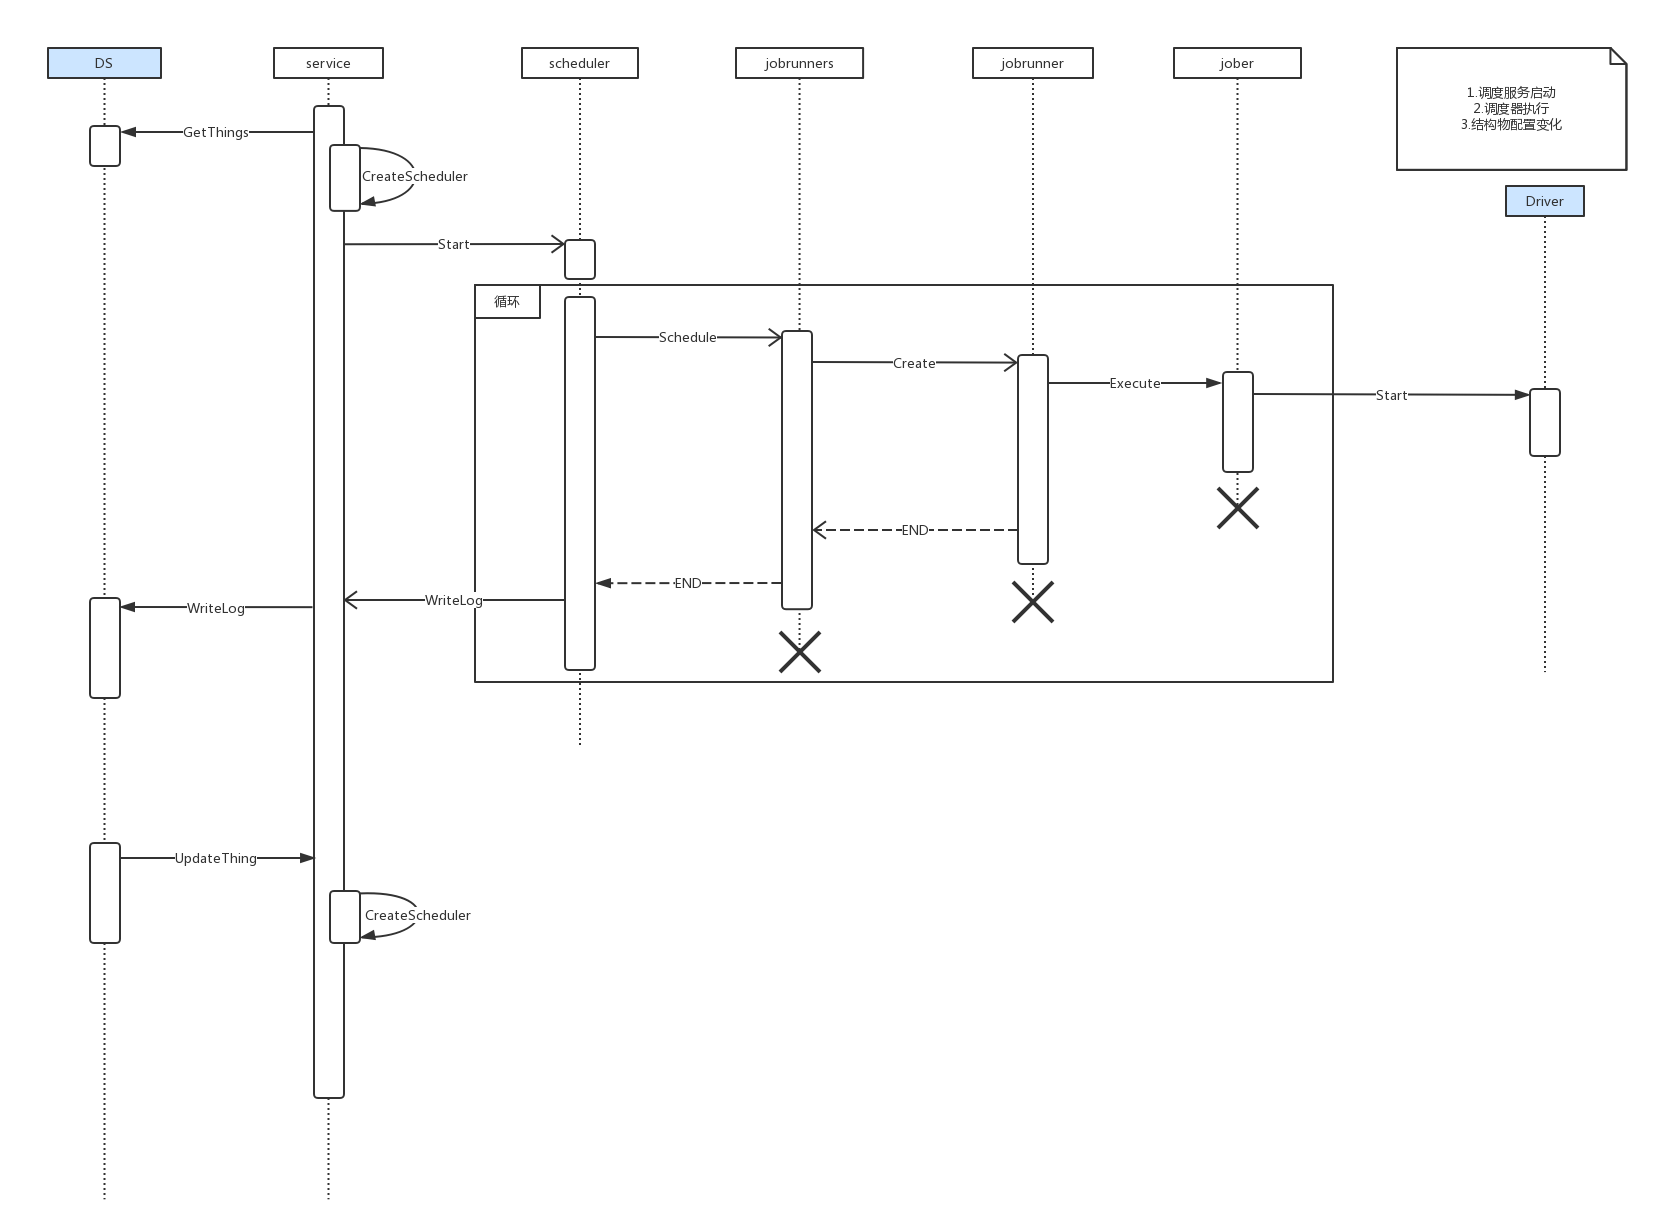 DS
service
scheduler
jobrunners
jobrunner
jober
1.调度服务启动
2.调度器执行
3.结构物配置变化
Driver
GetThings
CreateScheduler
Start
循环
Schedule
Create
Execute
Start
END
END
WriteLog
WriteLog
UpdateThing
CreateScheduler